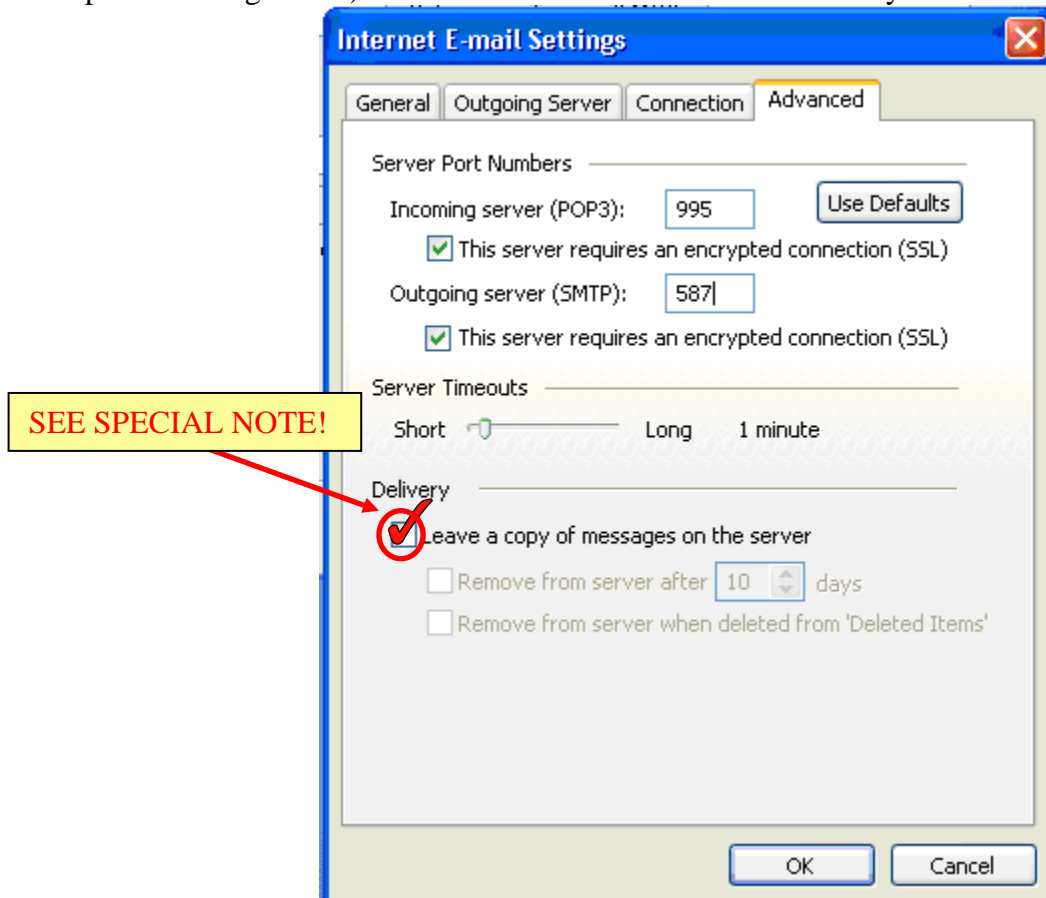 Internet E-mail Settings
General Outgoing Server Connection Advanced
Server Port Numbers
Incoming server (POP3): 995 Use Defaults
This server requires an encrypted connection (SSL)
Outgoing server (SMTP): 587
This server requires an encrypted connection (SSL)
Server Timeouts
SEE SPECIAL NOTE!
Short Long 1 minute
Delivery
Leave a copy of messages on the server
Remove from server after 10 days
Remove from server when deleted from 'Deleted Items'
OK Cancel